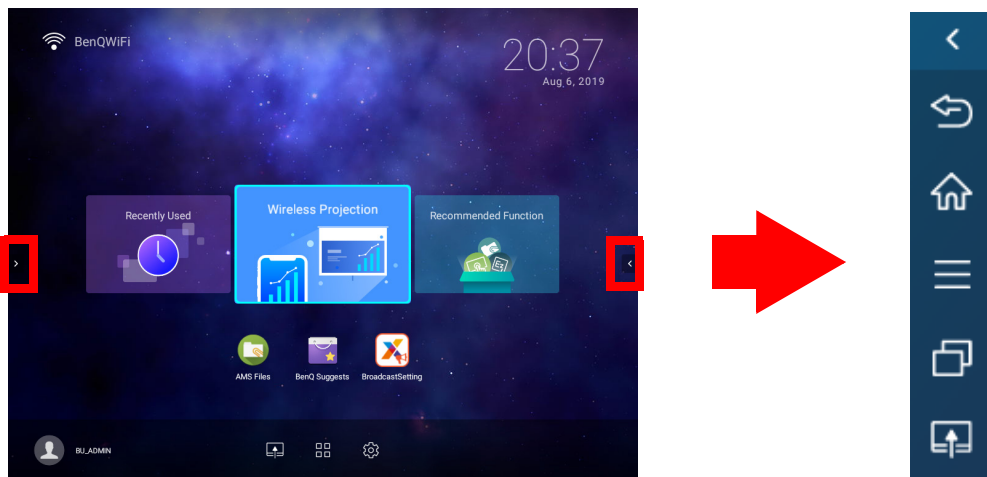 BenQWiFi
20:37
Aug 6, 2019
Recently Used
Wireless Projection
Recommended Function
AMS Files
BenQ Suggests
BroadcastSetting
BU_ADMIN